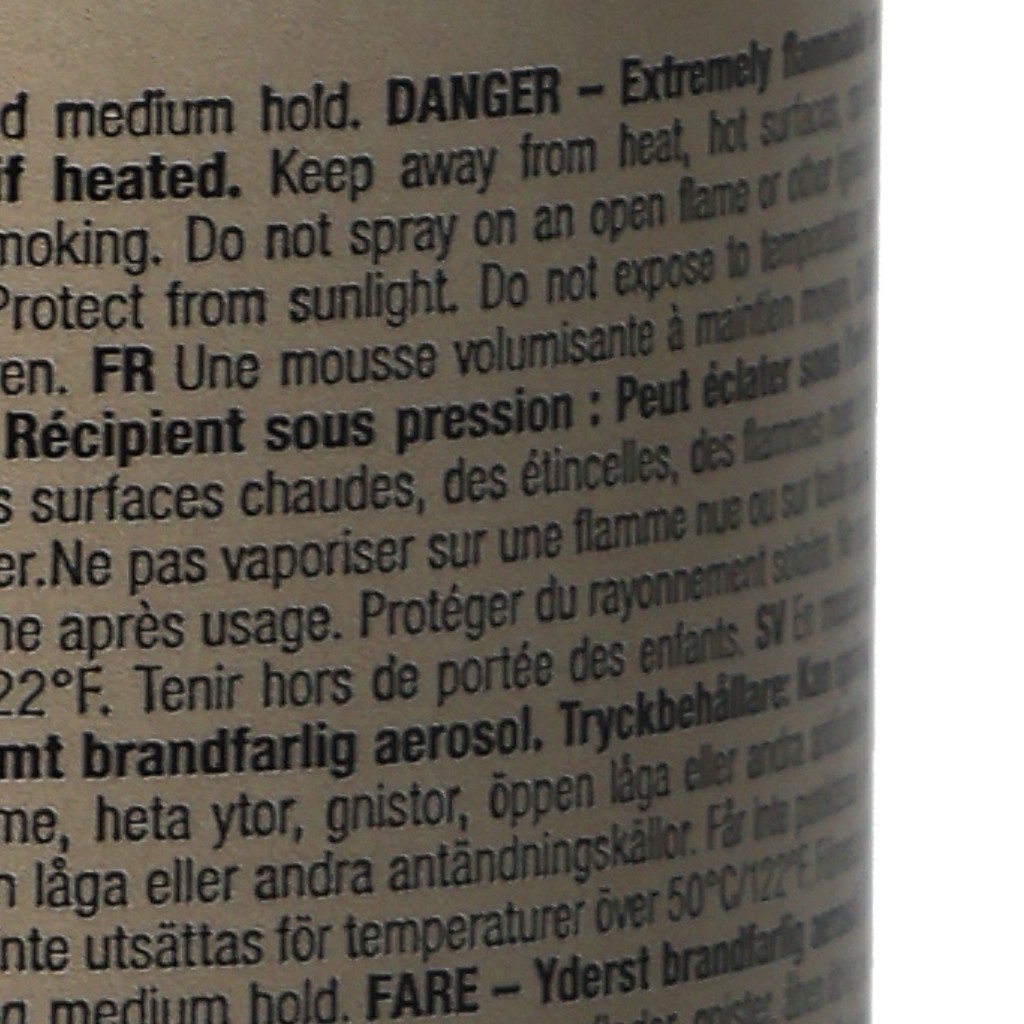 d medium hold. DANGER – Extremely
if heated. Keep away from heat, hot surfaces,
moking. Do not spray on an open flame or other
Protect from sunlight. Do not expose to
en. FR Une mousse volumisante à maintien
Récipient sous pression : Peut éclater sous
s surfaces chaudes, des étincelles, des flammes
er.Ne pas vaporiser sur une flamme nue ou sur
ne après usage. Protéger du rayonnement
22°F. Tenir hors de portée des enfants. SV En
mt brandfarlig aerosol. Tryckbehållare: Kan
me, heta ytor, gnistor, öppen låga eller andra
n låga eller andra antändningskällor. Får inte
nte utsättas för temperaturer över 50°C/122°F.
g medium hold. FARE – Yderst brandfarlig